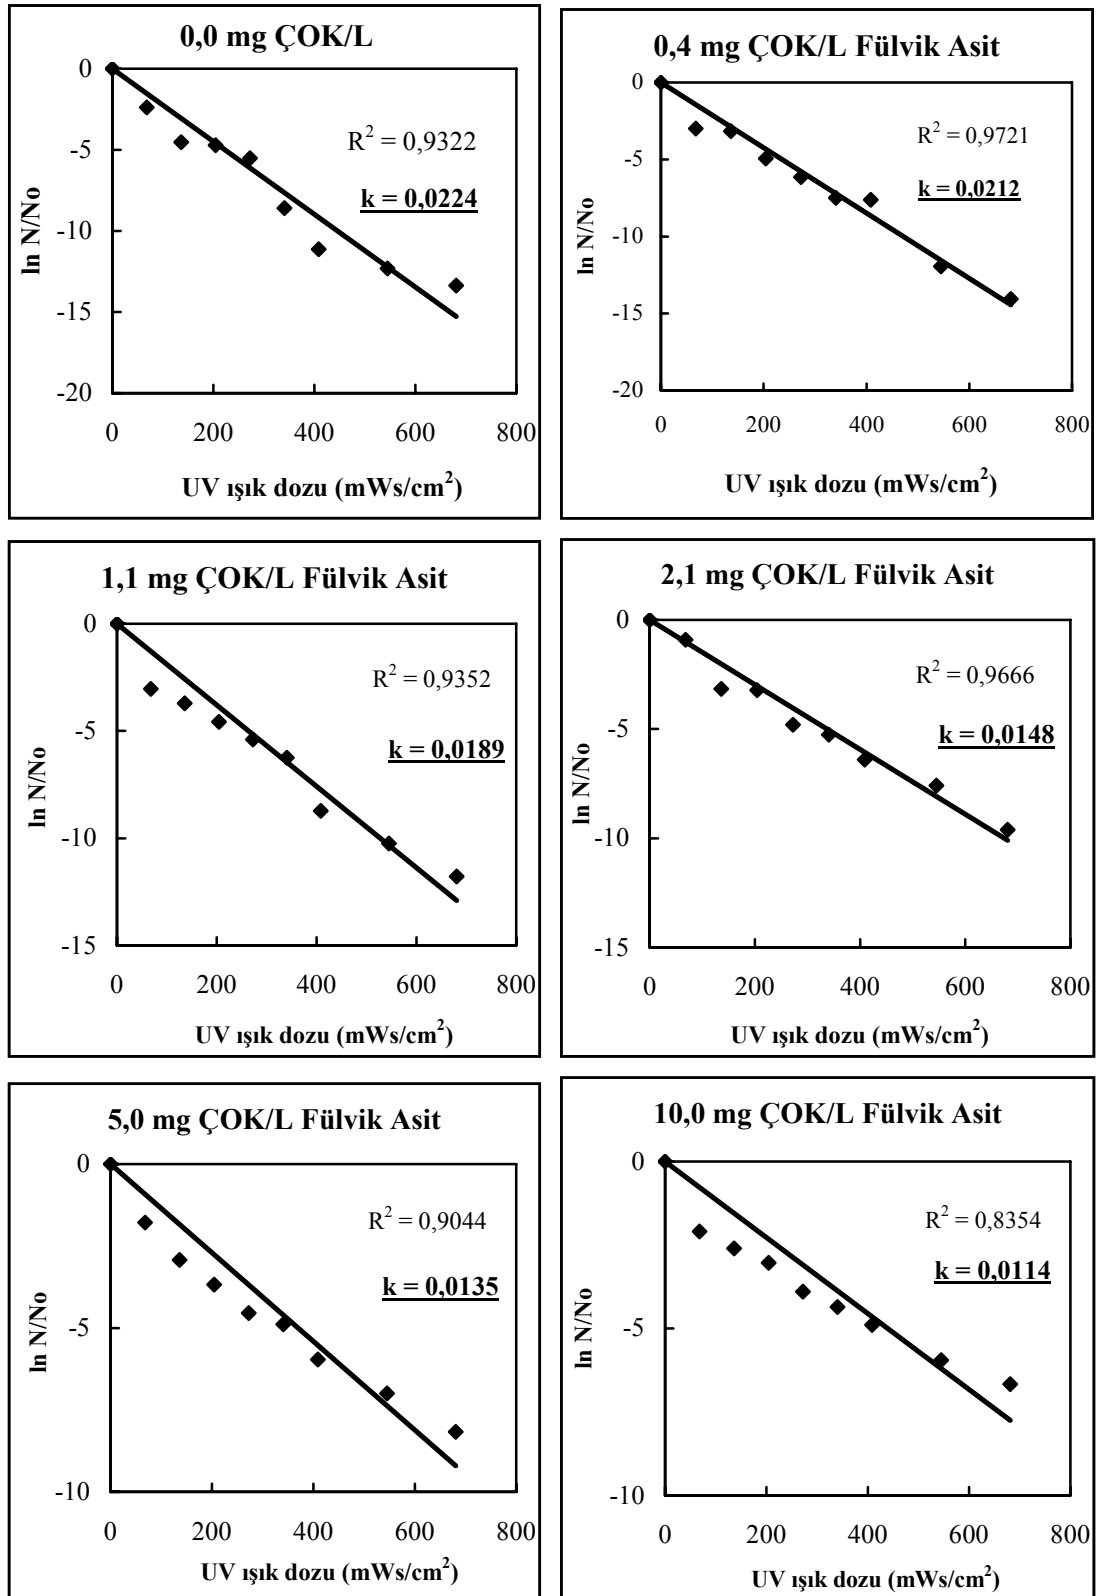 0,0 mg ÇOK/L
R² = 0,9322
k = 0,0224
0
-5
-10
-15
-20
0 200 400 600 800
ln N/No
UV ışık dozu (mWs/cm²)
0,4 mg ÇOK/L Fülvik Asit
R² = 0,9721
k = 0,0212
0
-5
-10
-15
-20
0 200 400 600 800
ln N/No
UV ışık dozu (mWs/cm²)
1,1 mg ÇOK/L Fülvik Asit
R² = 0,9352
k = 0,0189
0
-5
-10
-15
0 200 400 600 800
ln N/No
UV ışık dozu (mWs/cm²)
2,1 mg ÇOK/L Fülvik Asit
R² = 0,9666
k = 0,0148
0
-5
-10
-15
0 200 400 600 800
ln N/No
UV ışık dozu (mWs/cm²)
5,0 mg ÇOK/L Fülvik Asit
R² = 0,9044
k = 0,0135
0
-5
-10
0 200 400 600 800
ln N/No
UV ışık dozu (mWs/cm²)
10,0 mg ÇOK/L Fülvik Asit
R² = 0,8354
k = 0,0114
0
-5
-10
0 200 400 600 800
ln N/No
UV ışık dozu (mWs/cm²)